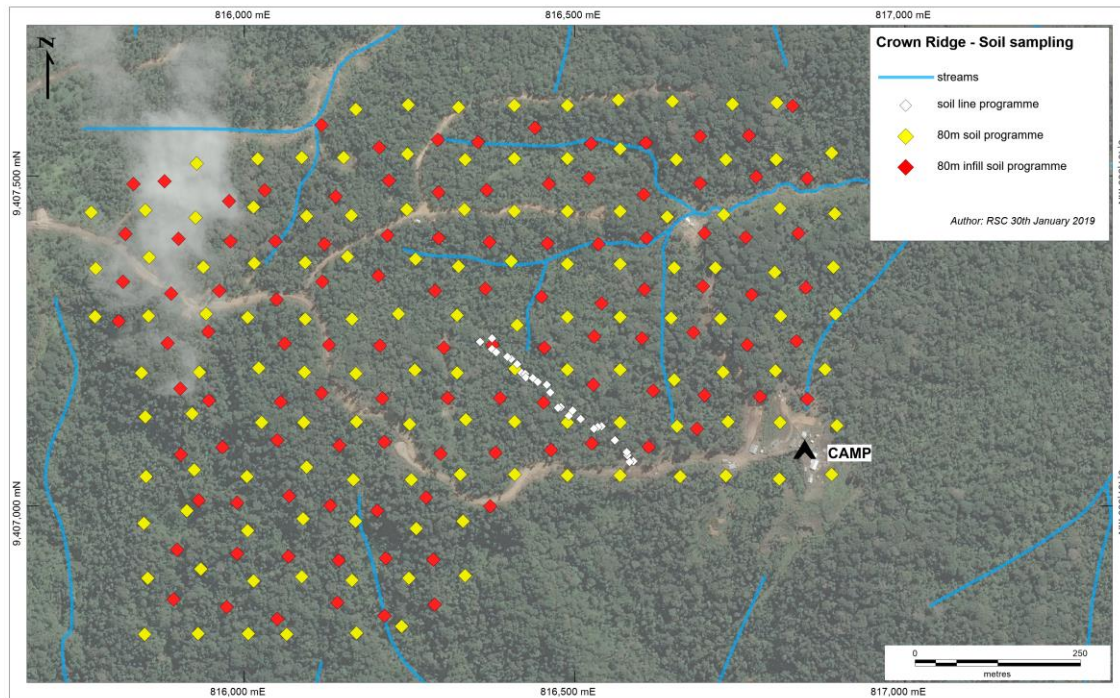 816,000 mE
816,500 mE
817,000 mE
N
Crown Ridge - Soil sampling
streams
soil line programme
80m soil programme
80m infill soil programme
Author: RSC 30th January 2019
9,407,500 mN
9,407,000 mN
CAMP
0
250
metres
816,000 mE
816,500 mE
817,000 mE